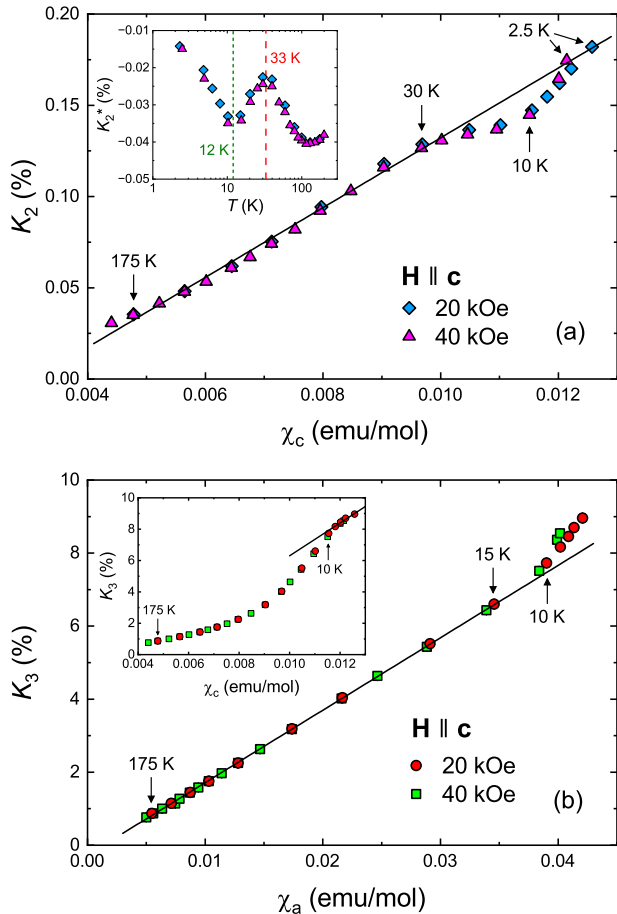 (a)
K2* (%)
−0.01
−0.02
−0.03
−0.04
−0.05
1 10 100
T (K)
12 K
33 K
2.5 K
30 K
10 K
175 K
H || c
20 kOe
40 kOe
K2 (%)
0.20
0.15
0.10
0.05
0.00
0.004 0.006 0.008 0.010 0.012
χc (emu/mol)
(b)
K3 (%)
10
8
6
4
2
0
0.004 0.006 0.008 0.010 0.012
χc (emu/mol)
175 K
10 K
15 K
10 K
175 K
H || c
20 kOe
40 kOe
K3 (%)
10
8
6
4
2
0
0.00 0.01 0.02 0.03 0.04
χa (emu/mol)